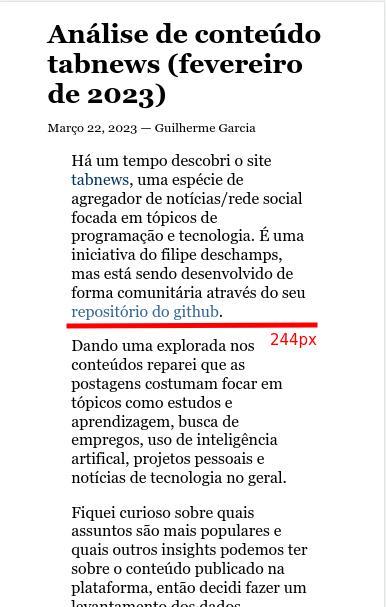 Análise de conteúdo
tabnews (fevereiro
de 2023)
Março 22, 2023 — Guilherme Garcia
Há um tempo descobri o site
tabnews, uma espécie de
agregador de notícias/rede social
focada em tópicos de
programação e tecnologia. É uma
iniciativa do filipe deschamps,
mas está sendo desenvolvido de
forma comunitária através do seu
repositório do github.
244px
Dando uma explorada nos
conteúdos reparei que as
postagens costumam focar em
tópicos como estudos e
aprendizagem, busca de
empregos, uso de inteligência
artifical, projetos pessoais e
notícias de tecnologia no geral.
Fiquei curioso sobre quais
assuntos são mais populares e
quais outros insights podemos ter
sobre o conteúdo publicado na
plataforma, então decidi fazer um
levantamento dos dados